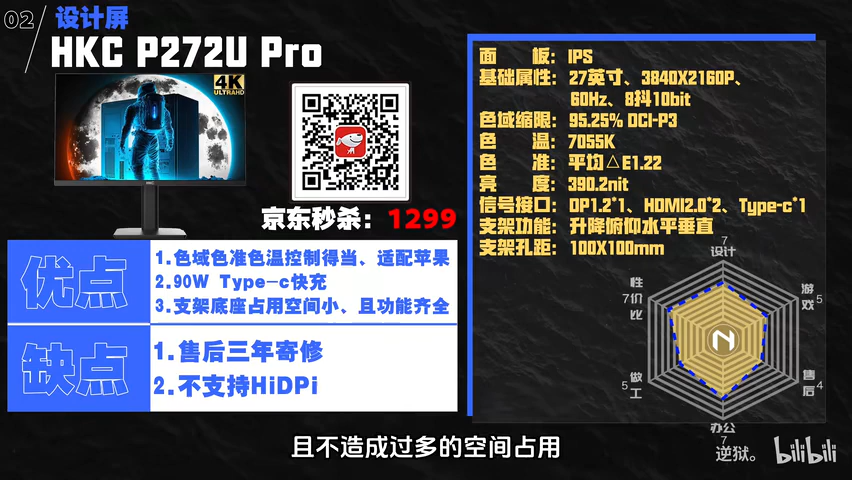 02
设计屏
HKC P272U Pro
4K
ULTRAHD
HKC
京东秒杀：1299
优点
1.色域色准色温控制得当、适配苹果
2.90W Type-c快充
3.支架底座占用空间小、且功能齐全
缺点
1.售后三年寄修
2.不支持HiDPi
面 板：IPS
基础属性：27英寸、3840X2160P、
60Hz、8抖10bit
色域缩限：95.25% DCI-P3
色 温：7055K
色 准：平均△E1.22
亮 度：390.2nit
信号接口：DP1.2*1、HDMI2.0*2、Type-c*1
支架功能：升降俯仰水平垂直
支架孔距：100X100mm
7
设计
游戏 5
售后 4
办公
7
做工 5
性价比 7
N
逆狱。 bilibili
且不造成过多的空间占用